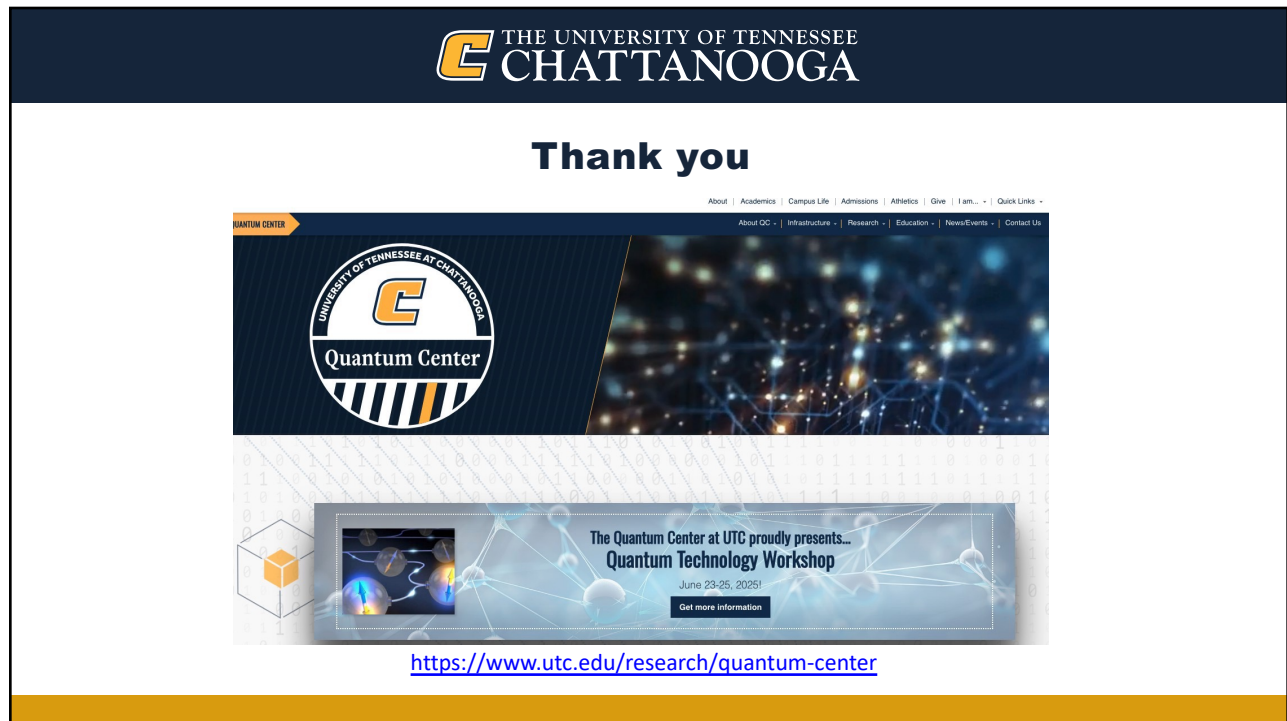 THE UNIVERSITY OF TENNESSEE
C CHATTANOOGA
Thank you
About | Academics | Campus Life | Admissions | Athletics | Give | I am... | Quick Links
QUANTUM CENTER
About QC | Infrastructure | Research | Education | News/Events | Contact Us
UNIVERSITY OF TENNESSEE AT CHATTANOOGA
C
Quantum Center
The Quantum Center at UTC proudly presents...
Quantum Technology Workshop
June 23-25, 2025!
Get more information
https://www.utc.edu/research/quantum-center